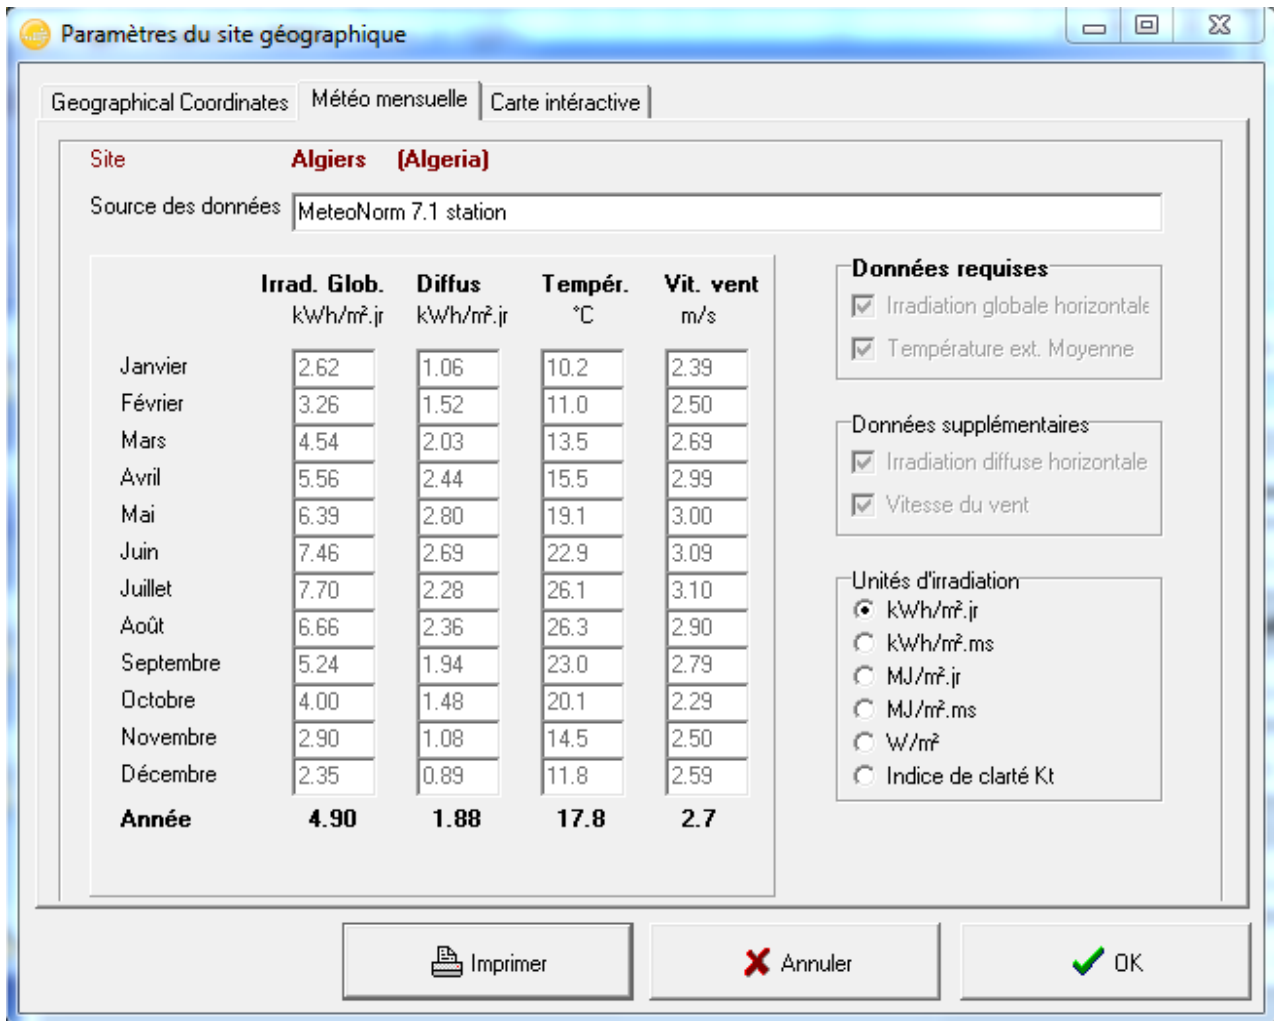 Paramètres du site géographique
Geographical Coordinates Météo mensuelle Carte intéractive
Site Algiers (Algeria)
Source des données MeteoNorm 7.1 station
Irrad. Glob. Diffus Tempér. Vit. vent
kWh/m².jr kWh/m².jr °C m/s
Janvier 2.62 1.06 10.2 2.39
Février 3.26 1.52 11.0 2.50
Mars 4.54 2.03 13.5 2.69
Avril 5.56 2.44 15.5 2.99
Mai 6.39 2.80 19.1 3.00
Juin 7.46 2.69 22.9 3.09
Juillet 7.70 2.28 26.1 3.10
Août 6.66 2.36 26.3 2.90
Septembre 5.24 1.94 23.0 2.79
Octobre 4.00 1.48 20.1 2.29
Novembre 2.90 1.08 14.5 2.50
Décembre 2.35 0.89 11.8 2.59
Année 4.90 1.88 17.8 2.7
Données requises
Irradiation globale horizontale
Température ext. Moyenne
Données supplémentaires
Irradiation diffuse horizontale
Vitesse du vent
Unités d'irradiation
kWh/m².jr
kWh/m².ms
MJ/m².jr
MJ/m².ms
W/m²
Indice de clarté Kt
Imprimer Annuler OK